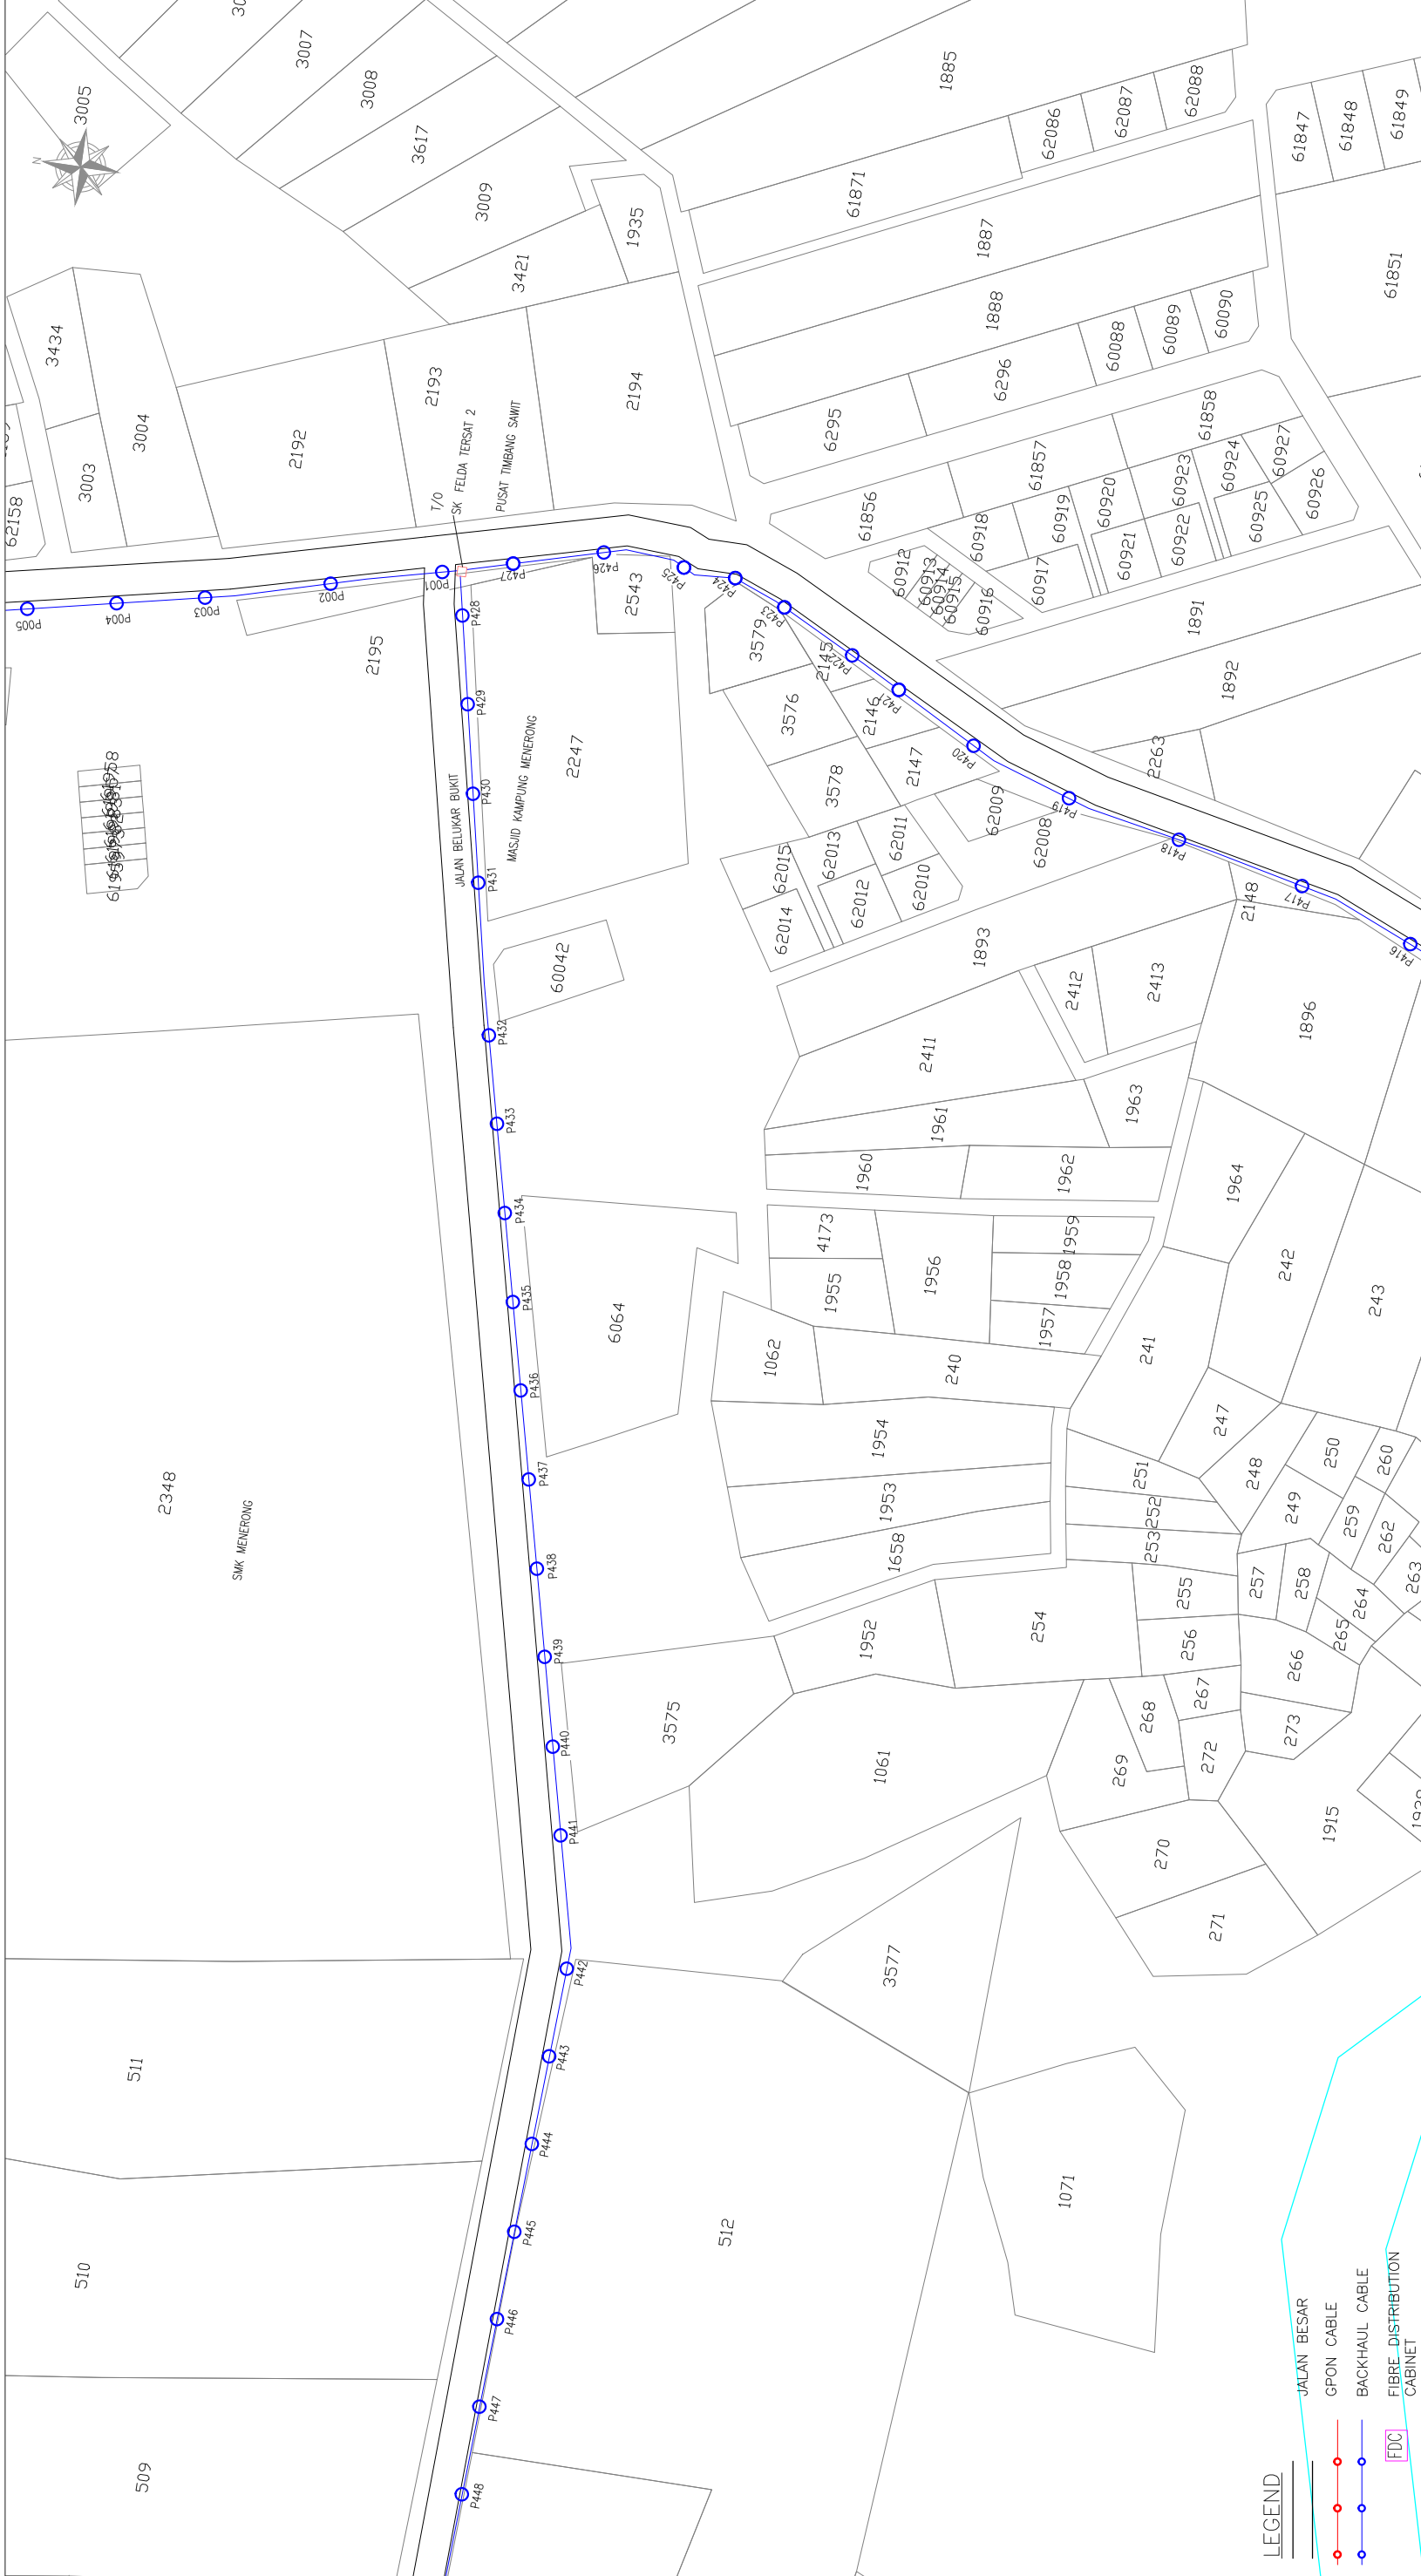 N
3005
3007
3008
3617
3009
3421
1935
1885
62086
62087
62088
61871
1887
1888
61847
61848
61849
61851
3434
3003
3004
62158
2192
2193
2194
T/O
SK FELDA TERSAT 2
PUSAT TIMBANG SAWIT
6295
6296
60088
60089
60090
61856
61857
61858
60918
60919
60920
60921
60922
60923
60924
60925
60926
60927
60912
60913
60914
60915
60916
60917
1891
1892
2263
P005
P004
P003
P002
P001
P427
P426
P425
P424
P423
P422
P421
P420
P419
P418
P417
P416
2195
2543
3579
2145
2146
2147
3576
3578
2247
JALAN BELUKAR BUKIT
MASJID KAMPUNG MENERONG
P428
P429
P430
P431
P432
P433
P434
P435
P436
P437
P438
P439
P440
P441
P442
P443
P444
P445
P446
P447
P448
60042
62015
62014
62013
62012
62011
62010
62009
62008
2148
1893
2412
2413
2411
1896
1961
1963
1960
1962
1964
4173
1955
1956
1959
1958
1957
242
243
241
6064
1062
240
247
248
250
260
249
259
262
263
1954
1953
1658
251
252
253
257
258
264
265
255
256
254
1952
266
267
268
269
272
273
2348
SMK MENERONG
3575
1061
270
271
1915
3577
511
510
509
512
1071
LEGEND
JALAN BESAR
GPON CABLE
BACKHAUL CABLE
FDC
FIBRE DISTRIBUTION
CABINET